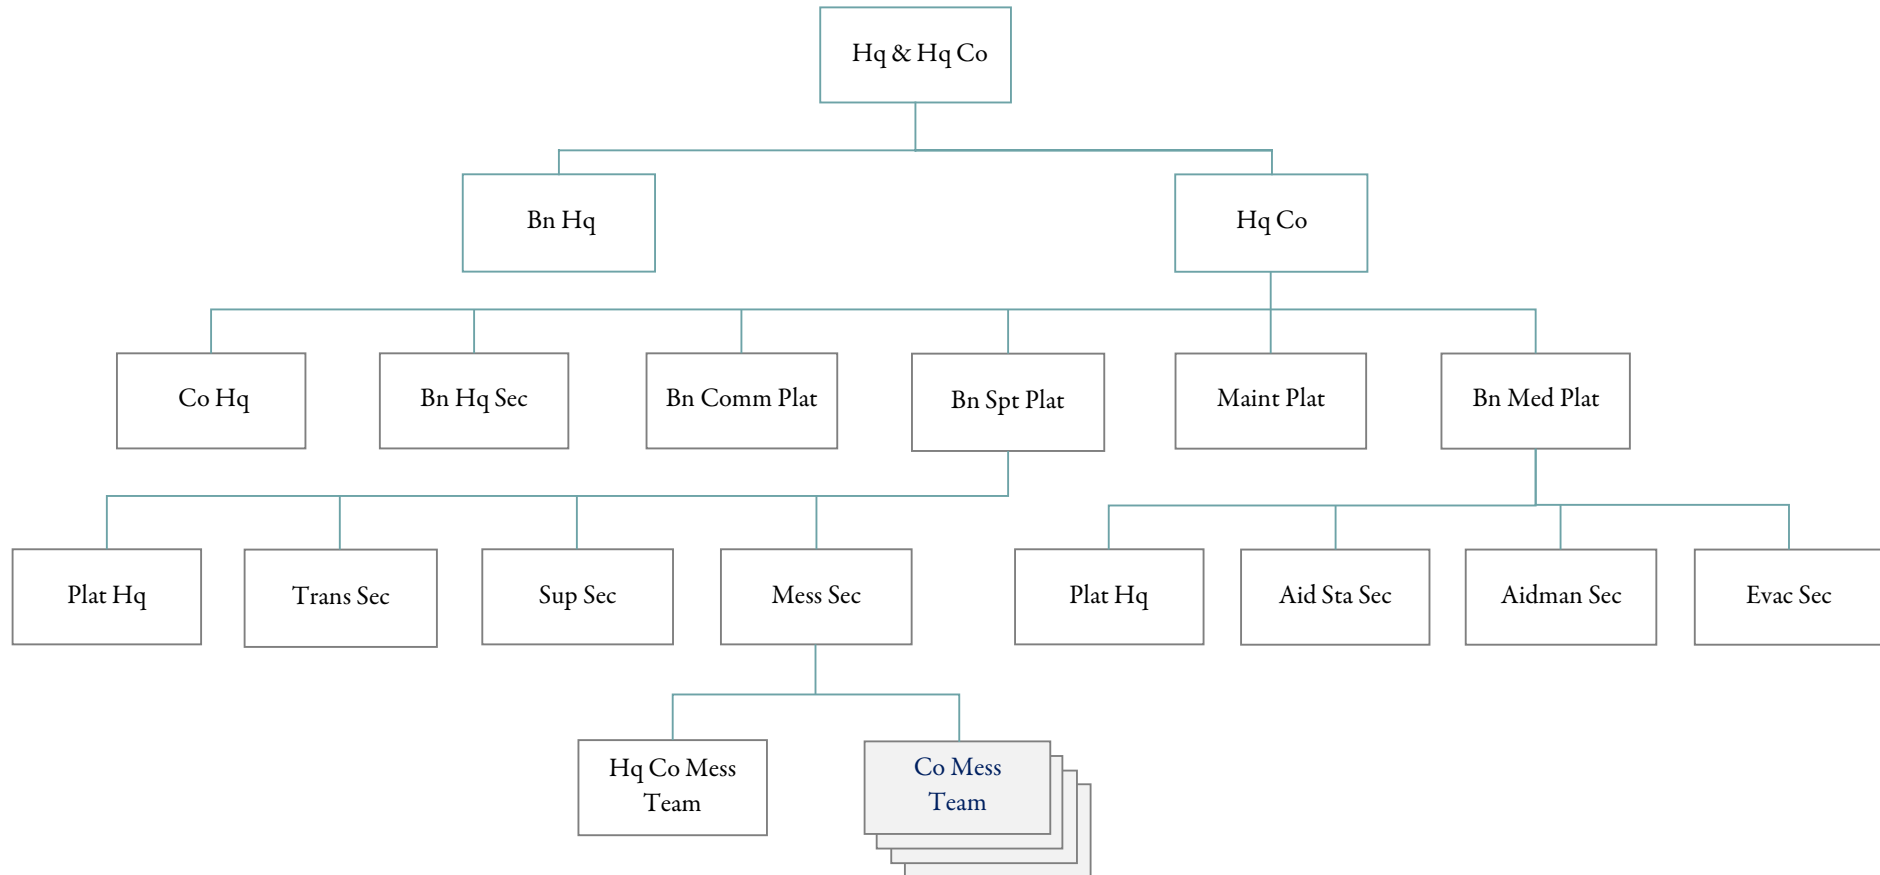 Hq & Hq Co
Bn Hq
Hq Co
Co Hq
Bn Hq Sec
Bn Comm Plat
Bn Spt Plat
Maint Plat
Bn Med Plat
Plat Hq
Trans Sec
Sup Sec
Mess Sec
Plat Hq
Aid Sta Sec
Aidman Sec
Evac Sec
Hq Co Mess
Team
Co Mess
Team